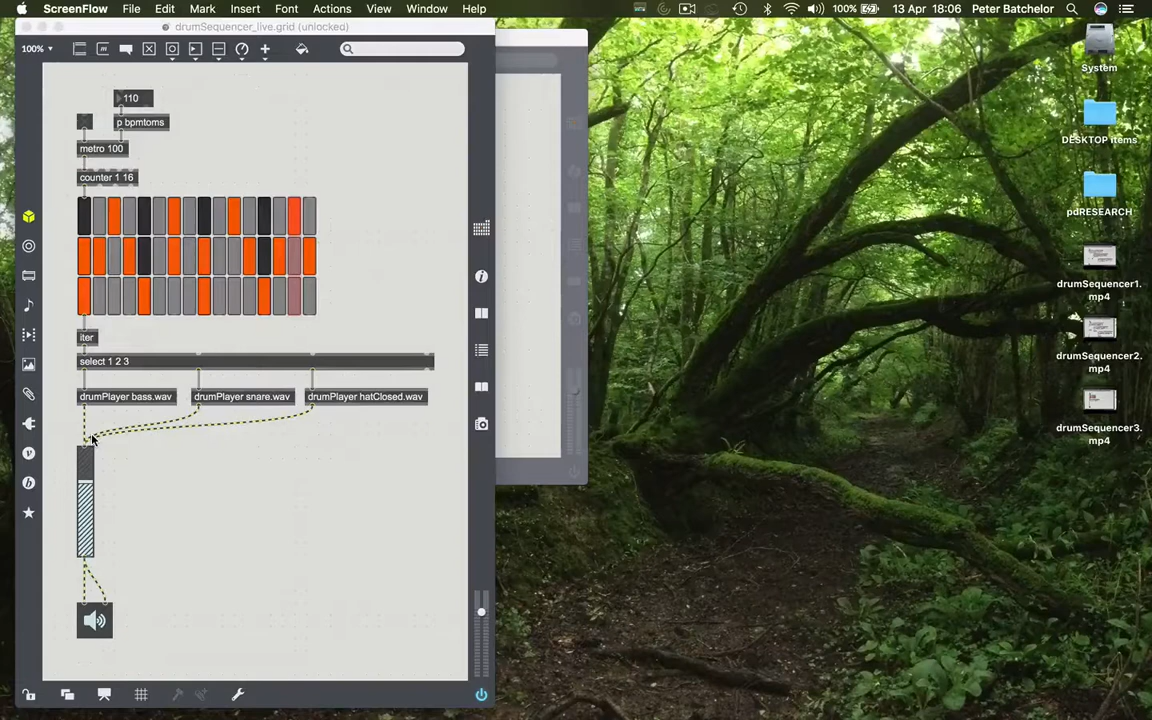 ScreenFlow File Edit Mark Insert Font Actions View Window Help 100% 13 Apr 18:06 Peter Batchelor
drumSequencer_live.grid (unlocked)
100%
110
p bpmtoms
metro 100
counter 1 16
iter
select 1 2 3
drumPlayer bass.wav drumPlayer snare.wav drumPlayer hatClosed.wav
System
DESKTOP items
pdRESEARCH
drumSequencer1.
mp4
drumSequencer2.
mp4
drumSequencer3.
mp4